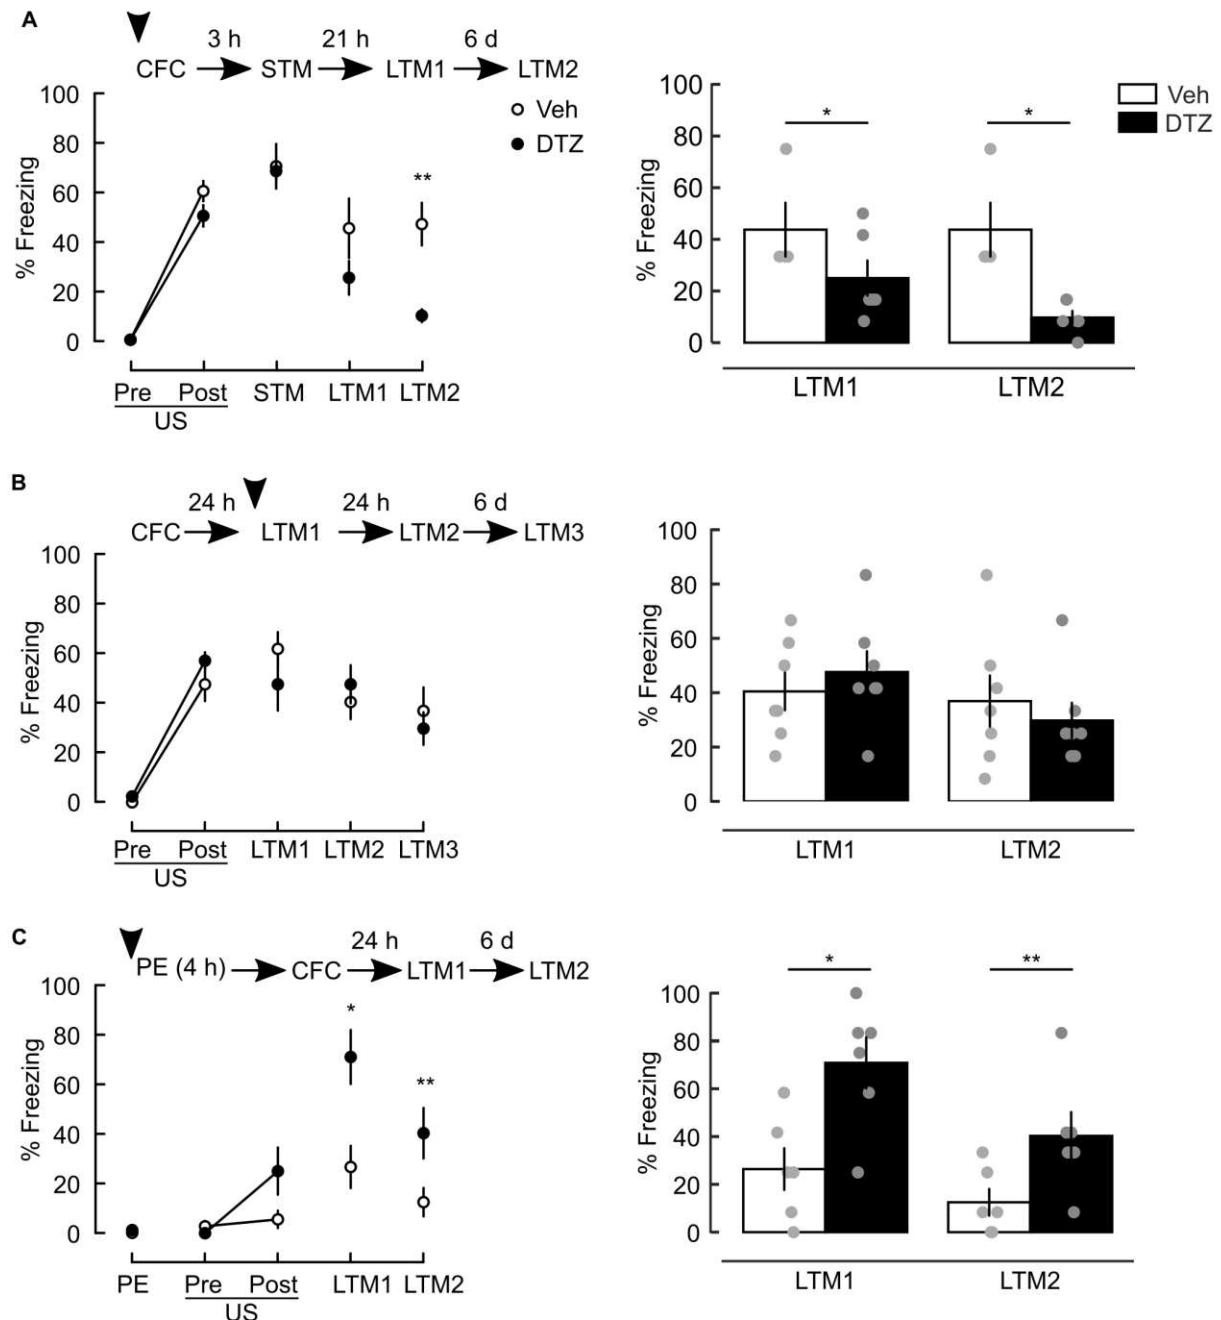 A
3 h 21 h 6 d
CFC STM LTM1 LTM2
Veh
DTZ
% Freezing
100
80
60
40
20
0
**
Pre Post STM LTM1 LTM2
US
% Freezing
100
80
60
40
20
0
* *
Veh
DTZ
LTM1 LTM2
B
24 h 24 h 6 d
CFC LTM1 LTM2 LTM3
% Freezing
100
80
60
40
20
0
Pre Post LTM1 LTM2 LTM3
US
% Freezing
100
80
60
40
20
0
LTM1 LTM2
C
24 h 6 d
PE (4 h) CFC LTM1 LTM2
% Freezing
100
80
60
40
20
0
*
**
PE Pre Post LTM1 LTM2
US
% Freezing
100
80
60
40
20
0
* **
LTM1 LTM2